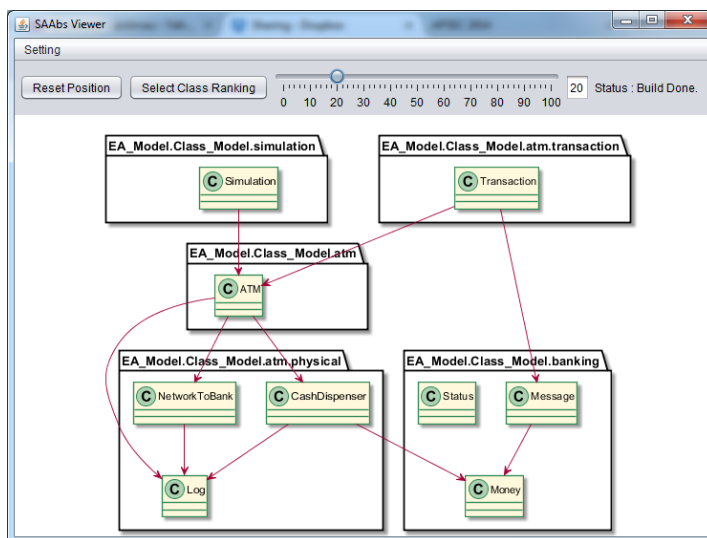 SAAbs Viewer
Sharing - Dropbox
Setting
Reset Position
Select Class Ranking
0 10 20 30 40 50 60 70 80 90 100
20
Status : Build Done.
EA_Model.Class_Model.simulation
EA_Model.Class_Model.atm.transaction
C Simulation
C Transaction
EA_Model.Class_Model.atm
C ATM
EA_Model.Class_Model.atm.physical
EA_Model.Class_Model.banking
C NetworkToBank
C CashDispenser
C Status
C Message
C Log
C Money